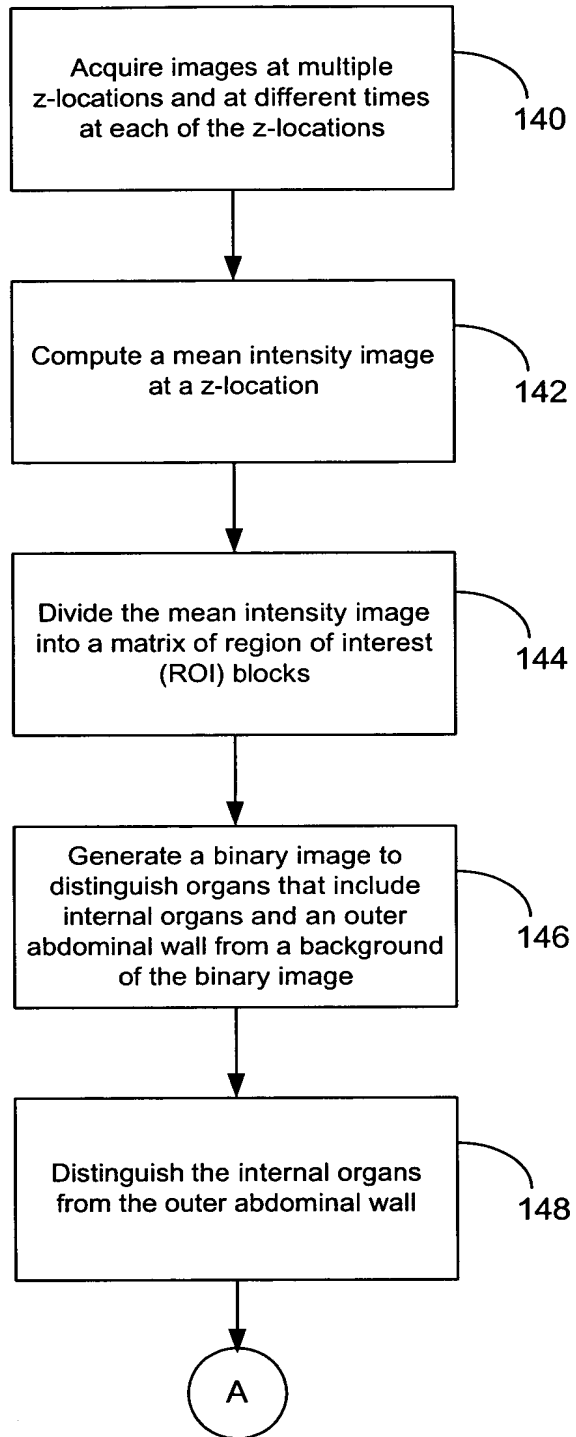 Acquire images at multiple
z-locations and at different times
at each of the z-locations
140
Compute a mean intensity image
at a z-location
142
Divide the mean intensity image
into a matrix of region of interest
(ROI) blocks
144
Generate a binary image to
distinguish organs that include
internal organs and an outer
abdominal wall from a background
of the binary image
146
Distinguish the internal organs
from the outer abdominal wall
148
A